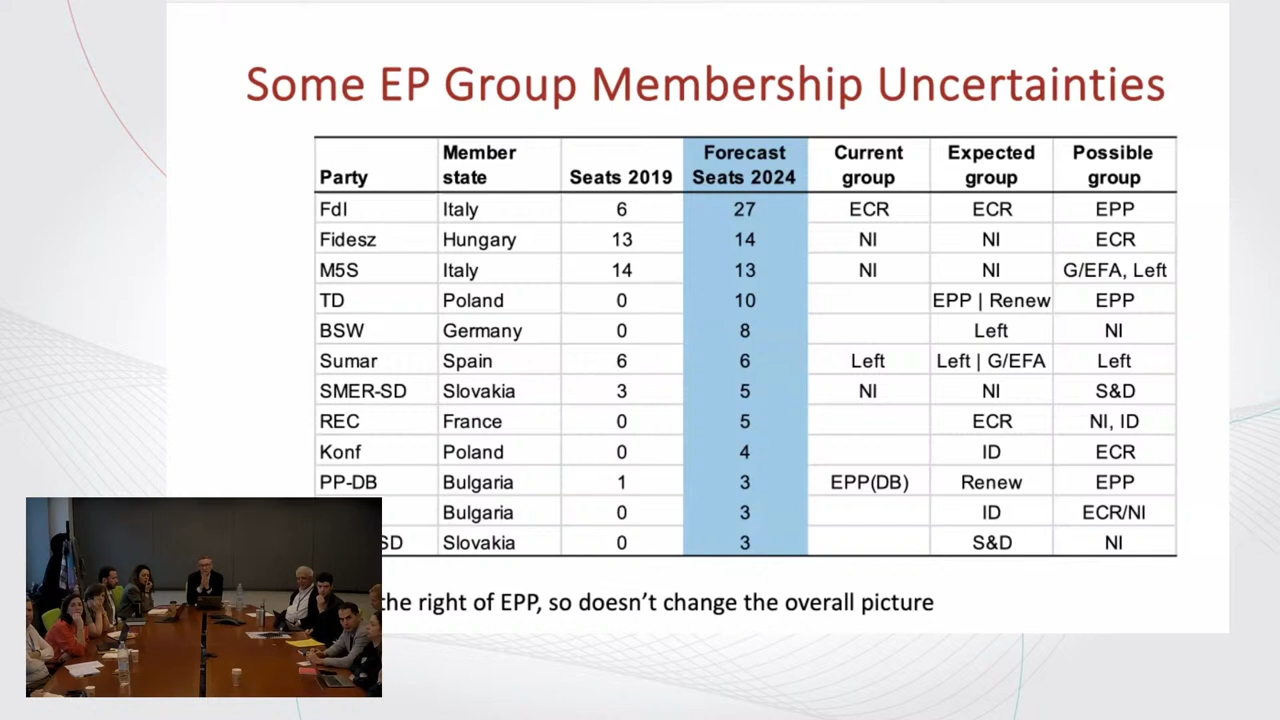 Some EP Group Membership Uncertainties
Party Member state Seats 2019 Forecast Seats 2024 Current group Expected group Possible group
FdI Italy 6 27 ECR ECR EPP
Fidesz Hungary 13 14 NI NI ECR
M5S Italy 14 13 NI NI G/EFA, Left
TD Poland 0 10 EPP | Renew EPP
BSW Germany 0 8 Left NI
Sumar Spain 6 6 Left Left | G/EFA Left
SMER-SD Slovakia 3 5 NI NI S&D
REC France 0 5 ECR NI, ID
Konf Poland 0 4 ID ECR
PP-DB Bulgaria 1 3 EPP(DB) Renew EPP
Bulgaria 0 3 ID ECR/NI
SD Slovakia 0 3 S&D NI
the right of EPP, so doesn't change the overall picture